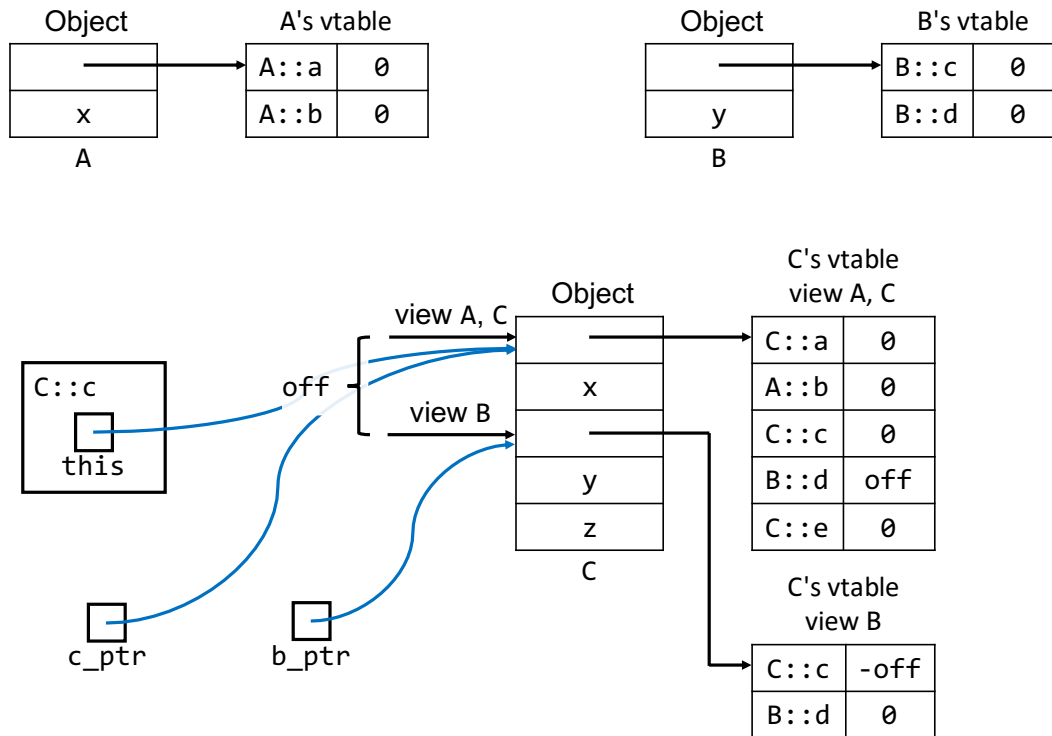 Object
A's vtable
A::a 0
x
A::b 0
A
Object
B's vtable
B::c 0
y
B::d 0
B
C's vtable
view A, C
Object
view A, C
off
view B
C::c
this
x
y
z
C
C::a 0
A::b 0
C::c 0
B::d off
C::e 0
c_ptr
b_ptr
C's vtable
view B
C::c -off
B::d 0